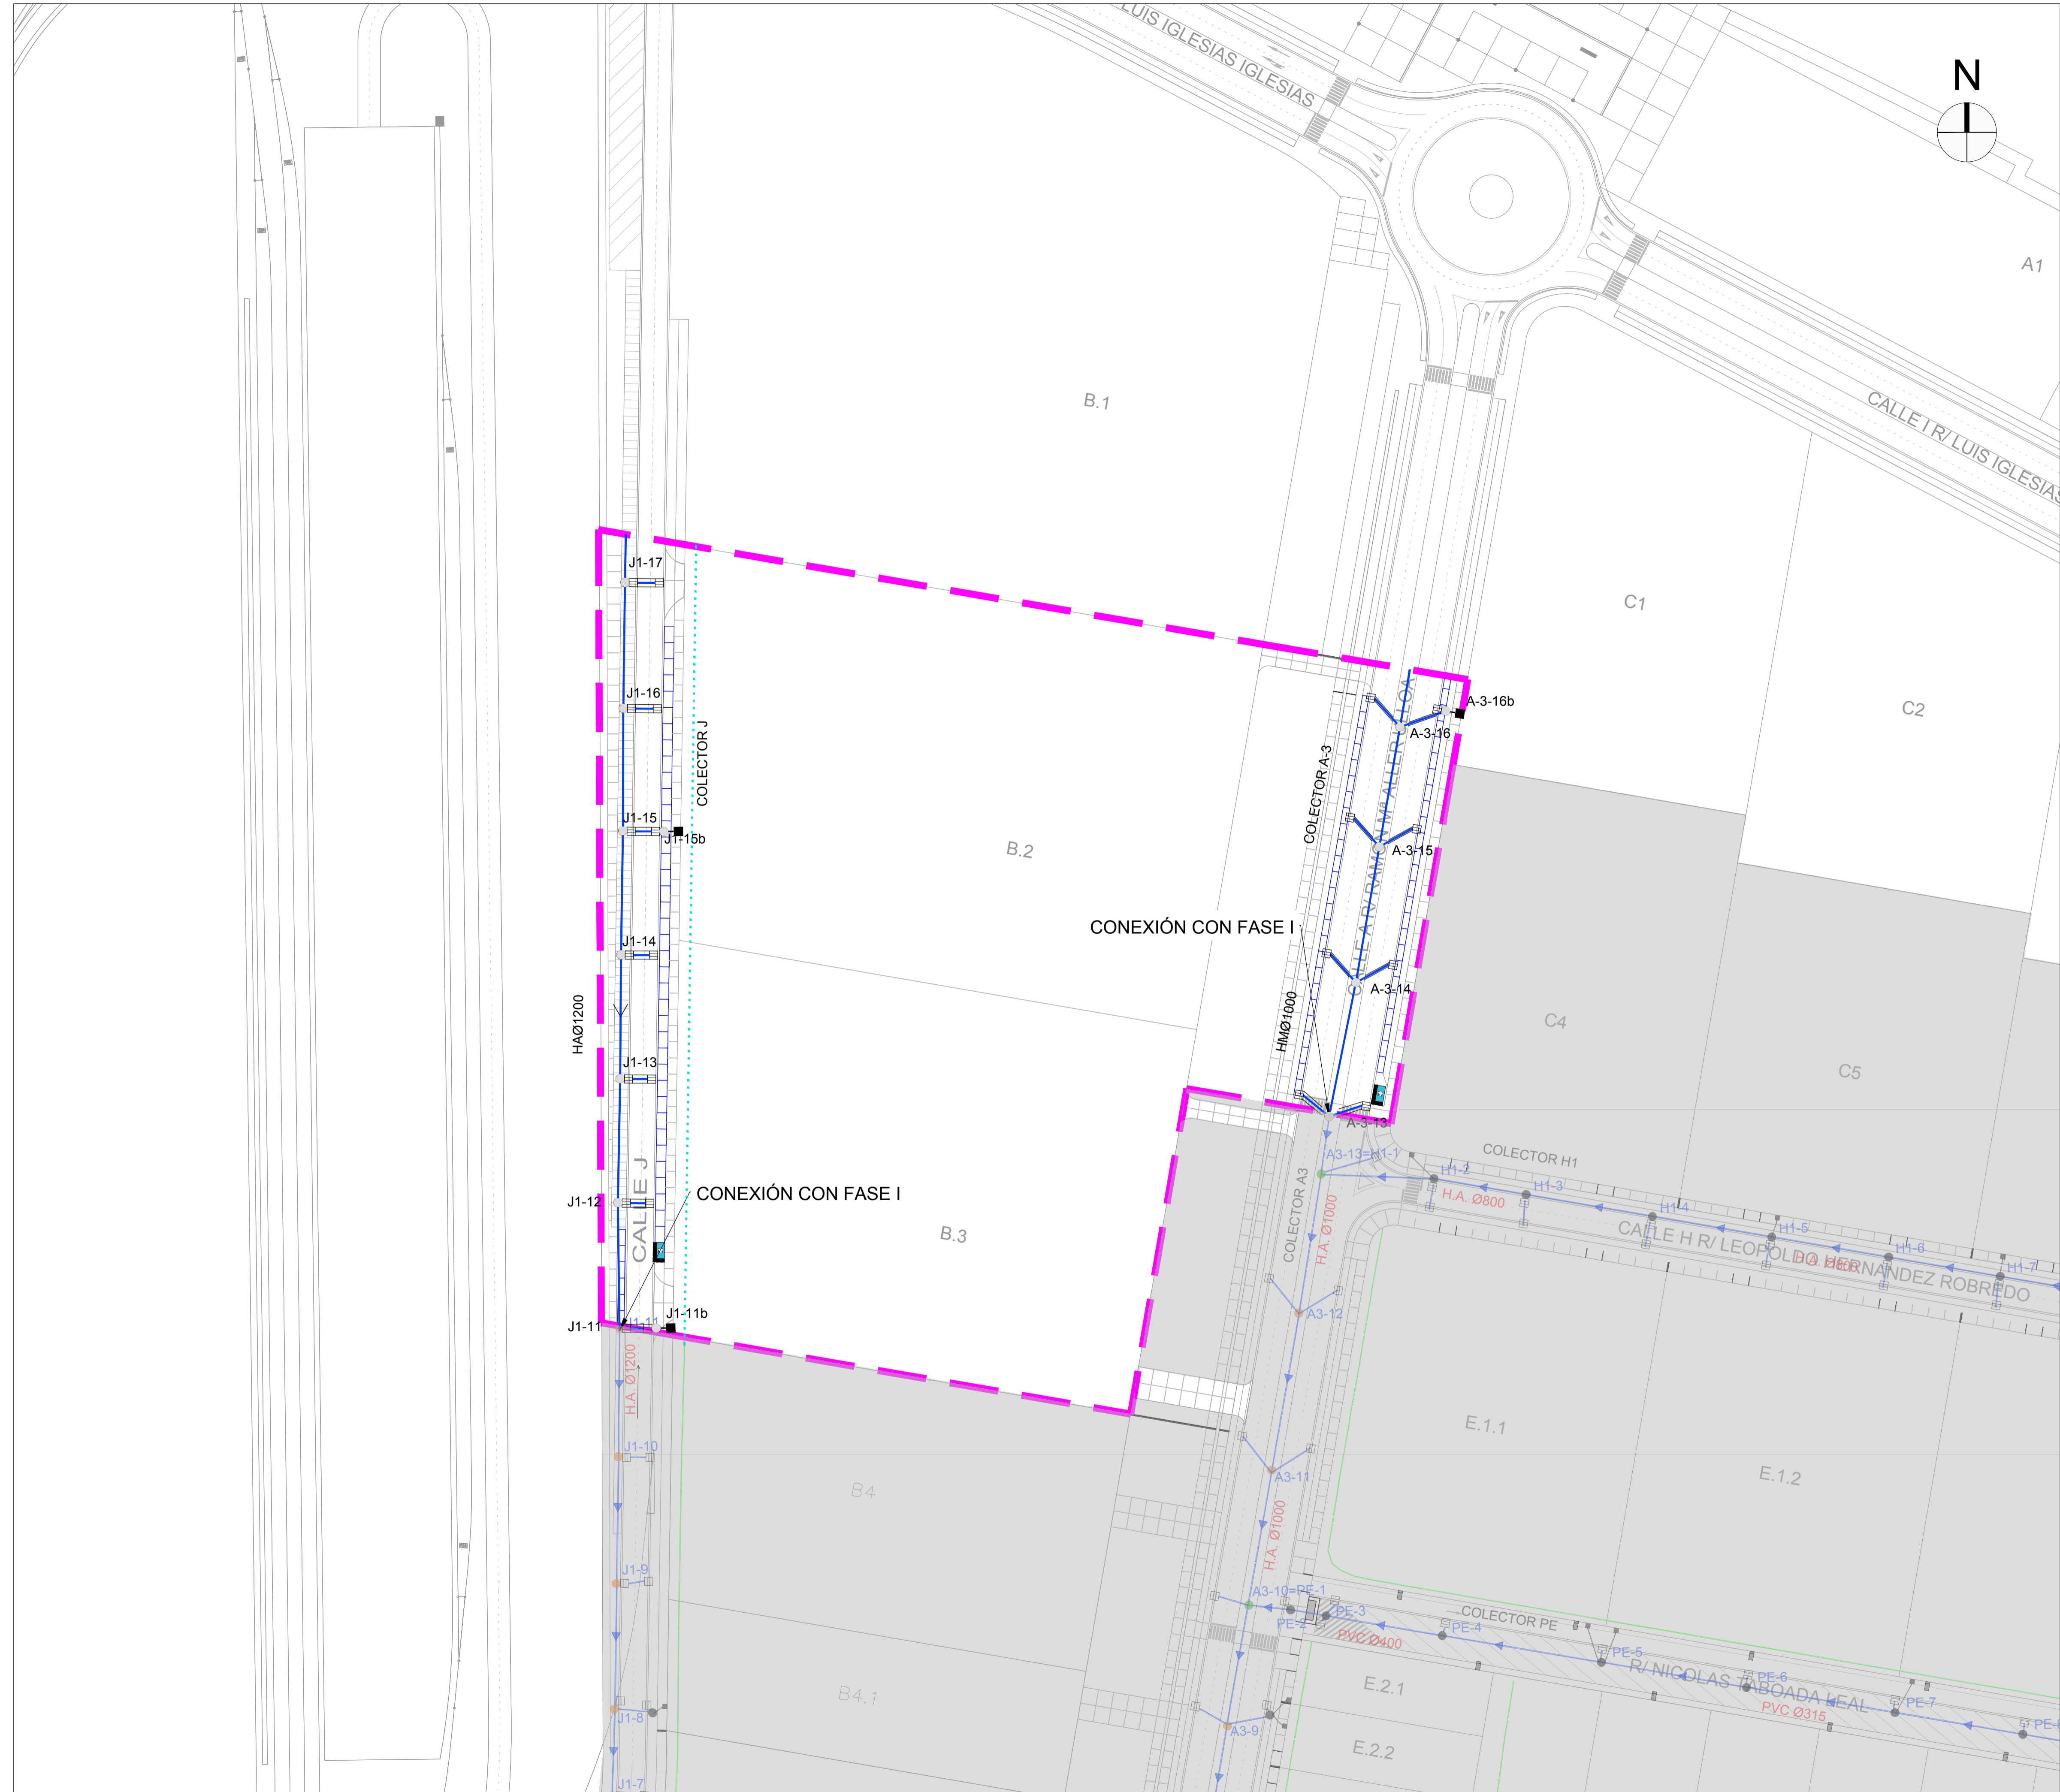 LUIS IGLESIAS IGLESIAS
N
A1
B.1
CALLE I R/ LUIS IGLESIAS
C1
C2
J1-17
J1-16
COLECTOR J
J1-15
J1-15b
J1-14
HAØ1200
J1-13
J1-12
CALLE J
CONEXIÓN CON FASE I
J1-11
J1-11
J1-11b
B.2
B.3
A-3-16b
A-3-16
COLECTOR A-3
A-3-15
CONEXIÓN CON FASE I
A-3-14
HMØ1000
A-3-13
C4
C5
A3-13=H1-1
COLECTOR H1
H1-2
H.A. Ø800
H1-3
H1-4
H1-5
H1-6
H1-7
CALLE H R/ LEOPOLDO HERNANDEZ ROBREDO
H.A. Ø800
COLECTOR A3
H.A. Ø1000
A3-12
H.A. Ø1200
J1-10
B4
A3-11
E.1.1
E.1.2
H.A. Ø1000
J1-9
A3-10=PE-1
PE-2
PE-3
COLECTOR PE
PVC Ø400
PE-4
PE-5
R/ NICOLAS TABOADA LEAL
PE-6
PE-7
PVC Ø315
B4.1
J1-8
A3-9
E.2.1
E.2.2
J1-7